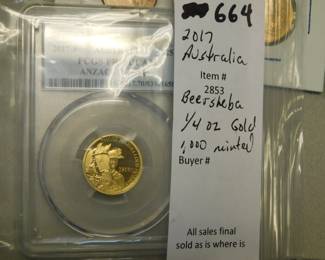 664
2017
Australia
Item #
2853
Beersheba
1/4 oz Gold
1,000 minted
Buyer #
All sales final
sold as is where is
PCGS
ANZAC